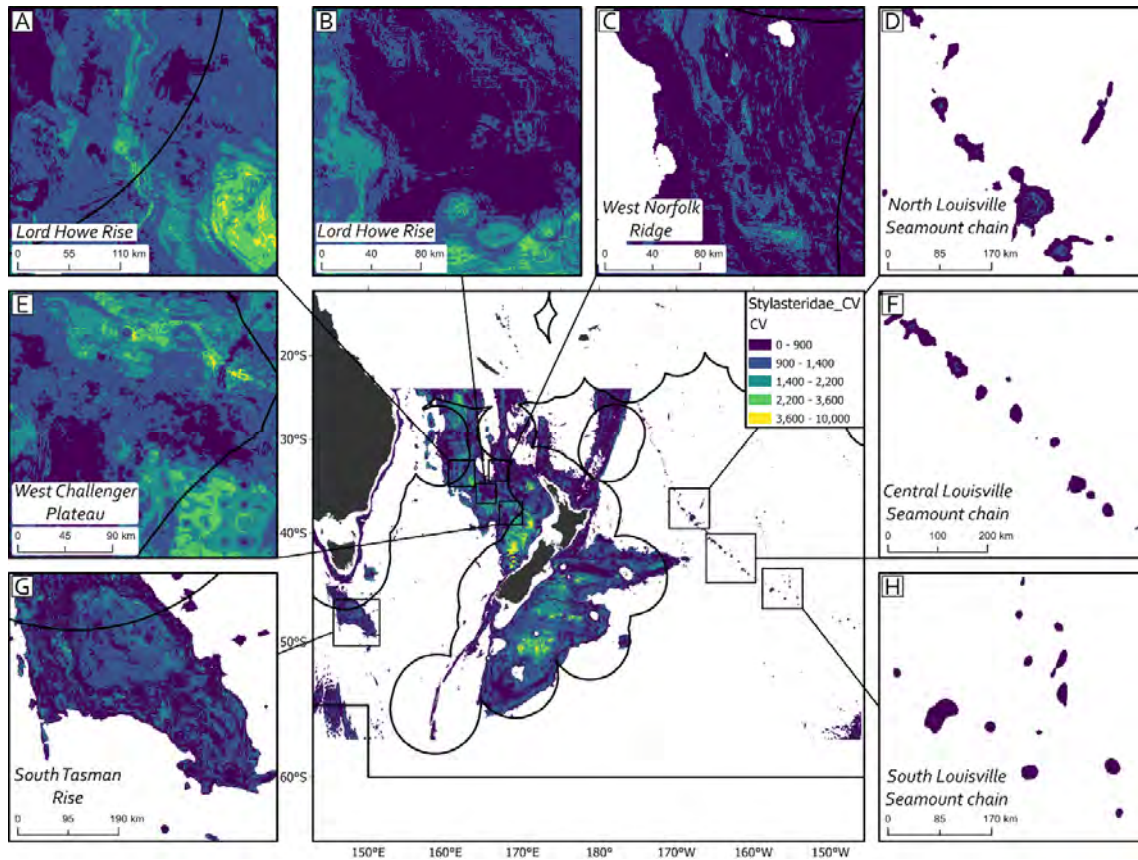 A
Lord Howe Rise
0 55 110 km
B
Lord Howe Rise
0 40 80 km
C
West Norfolk
Ridge
0 40 80 km
D
North Louisville
Seamount chain
0 85 170 km
E
West Challenger
Plateau
0 45 90 km
Stylasteridae_CV
CV
0 - 900
900 - 1,400
1,400 - 2,200
2,200 - 3,600
3,600 - 10,000
20°S
30°S
40°S
50°S
60°S
150°E
160°E
170°E
180°
170°W
160°W
150°W
F
Central Louisville
Seamount chain
0 100 200 km
G
South Tasman
Rise
0 95 190 km
H
South Louisville
Seamount chain
0 85 170 km